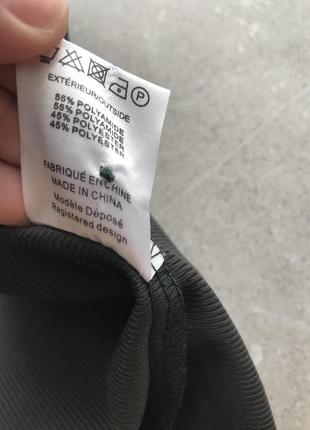 P
EXTÉRIEUR/OUTSIDE
55% POLYAMIDE
55% POLYAMIDE
45% POLYESTER
45% POLYESTER
FABRIQUÉ EN CHINE
MADE IN CHINA
Modèle Déposé
Registered design